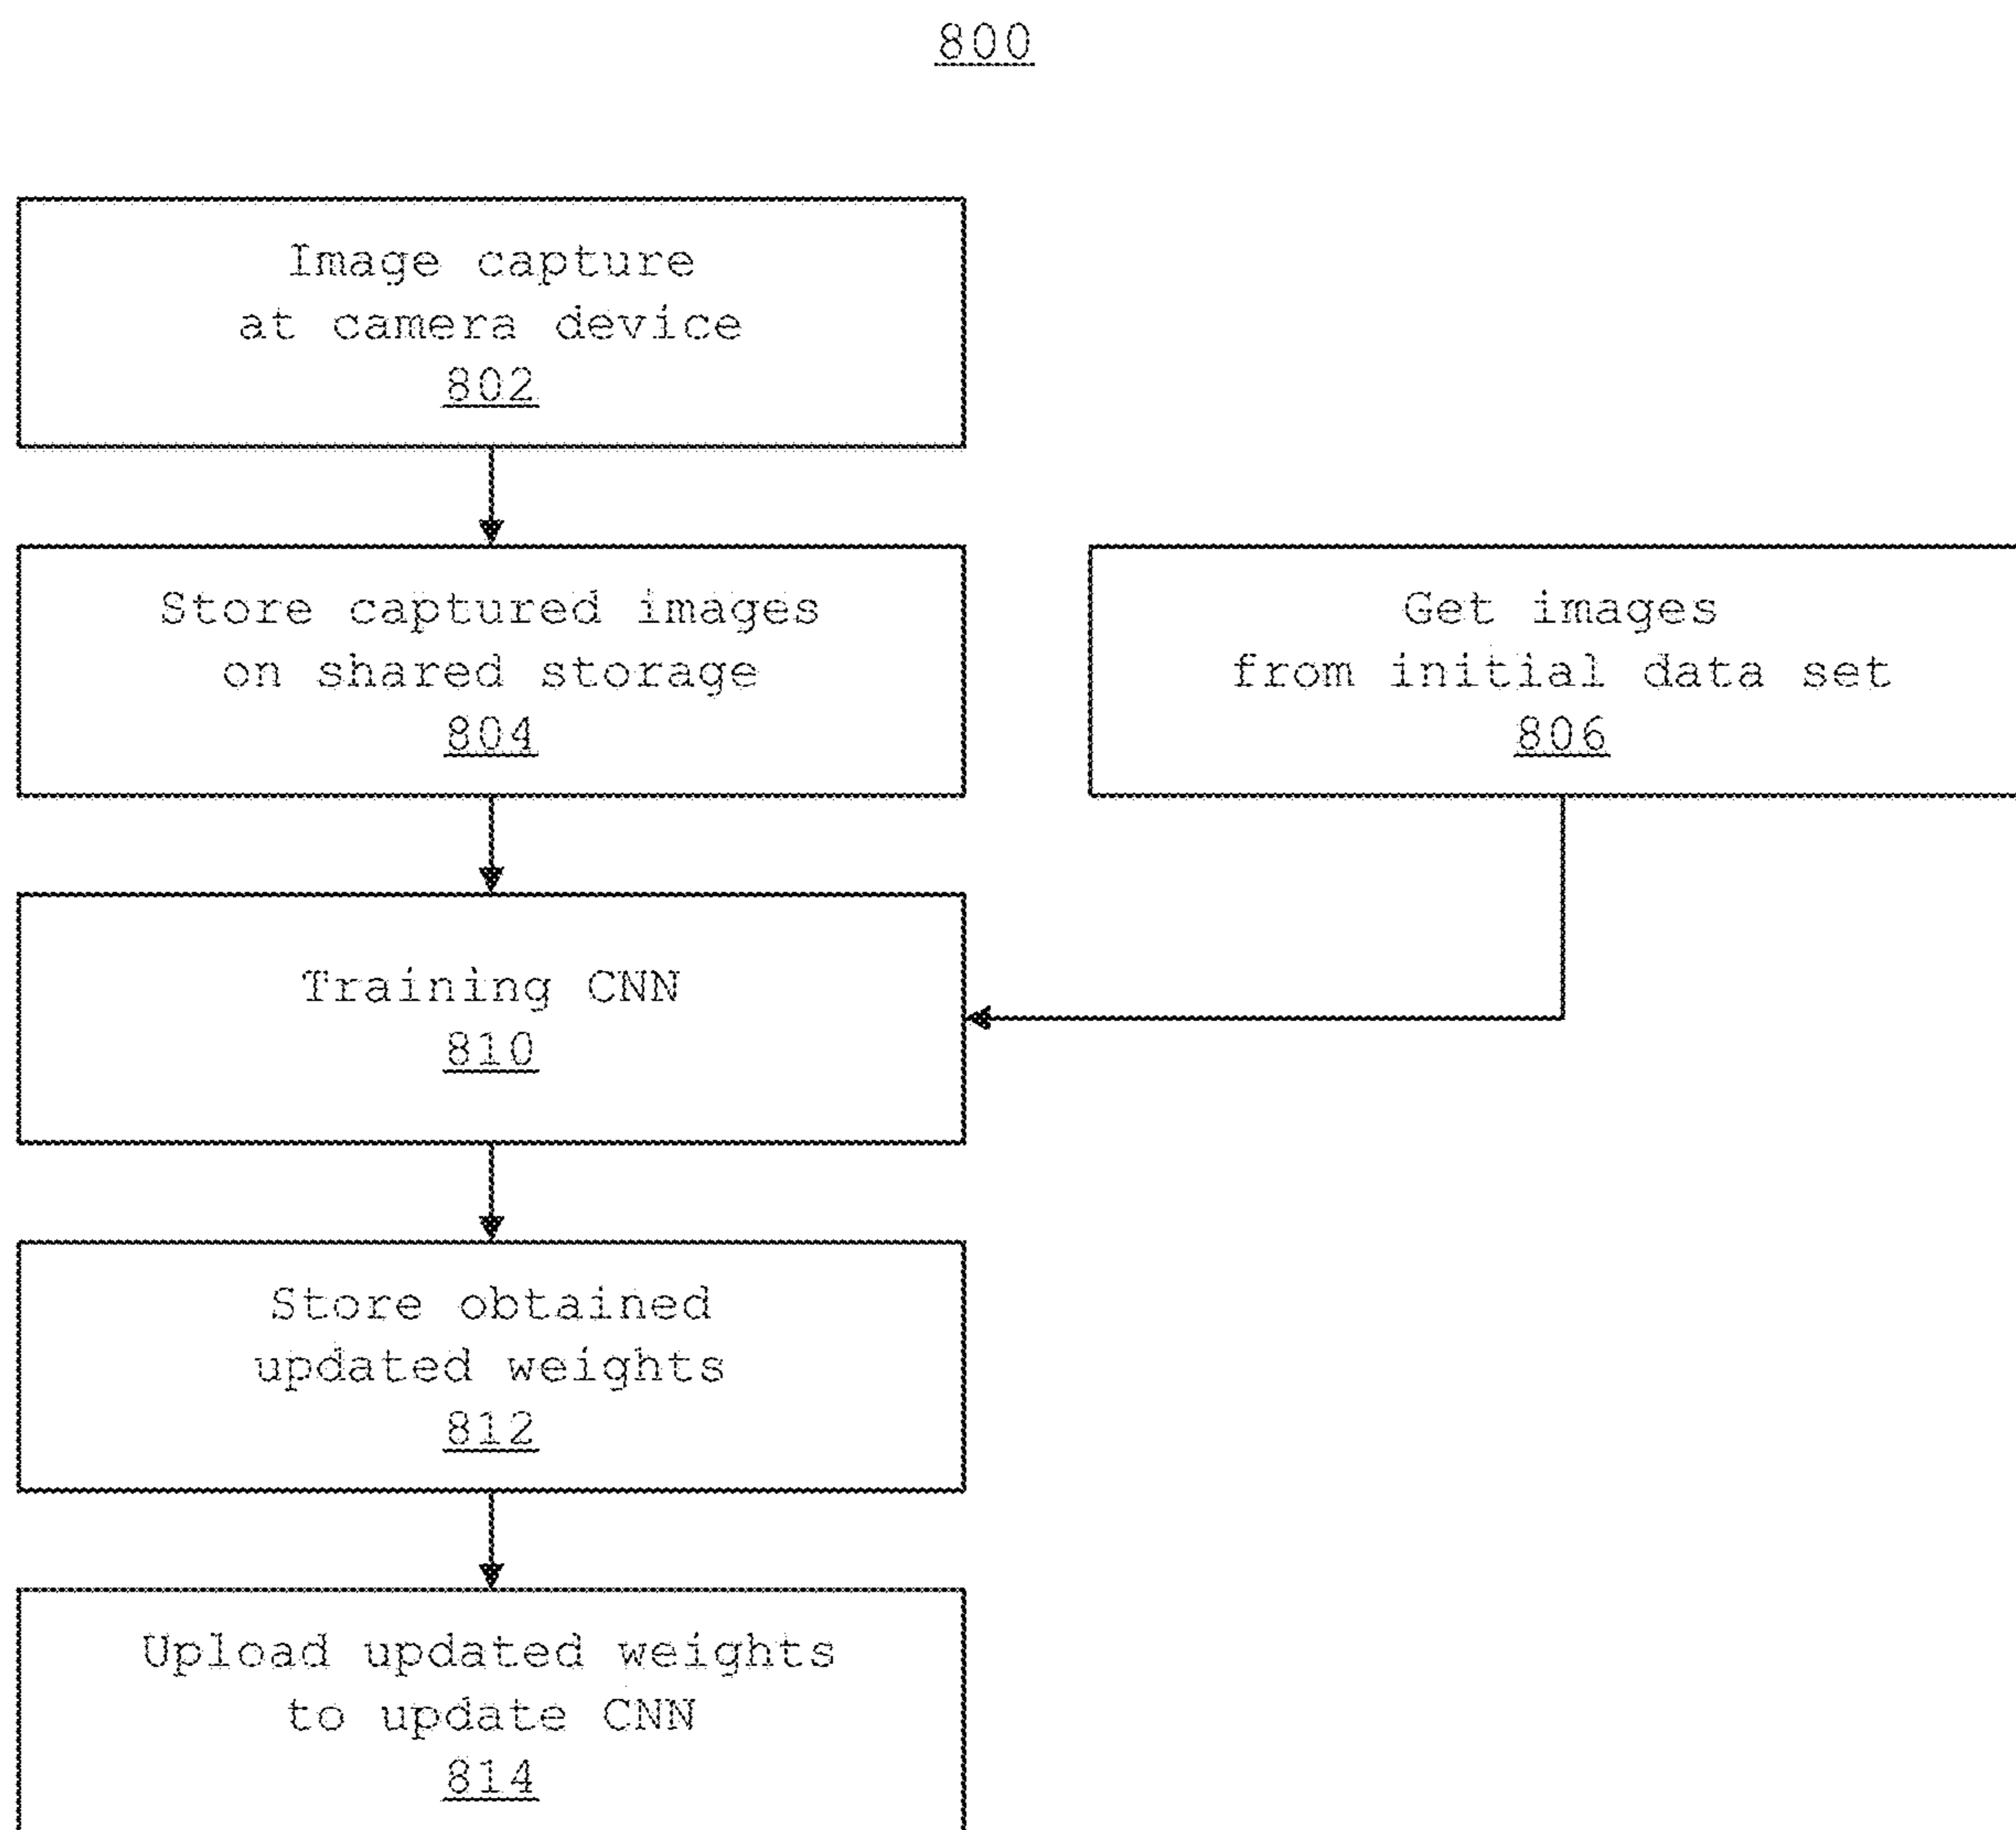 800
Image capture
at camera device
802
Store captured images
on shared storage
804
Get images
from initial data set
806
Training CNN
810
Store obtained
updated weights
812
Upload updated weights
to update CNN
814